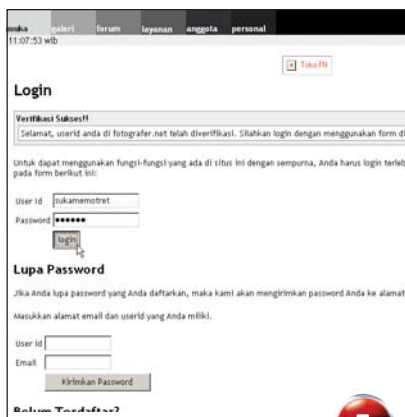 muka galeri forum layanan anggota personal
11:07:53 wib
Toko FN
Login
Verifikasi Sukses!!
Selamat, userid anda di fotografer.net telah diverifikasi. Silahkan login dengan menggunakan form di
Untuk dapat menggunakan fungsi-fungsi yang ada di situs ini dengan sempurna, Anda harus login terleb
pada form berikut ini:
User Id sukamemotret
Password ●●●●●●
login
Lupa Password
Jika Anda lupa password yang Anda daftarkan, maka kami akan mengirimkan password Anda ke alamat
Masukkan alamat email dan userid yang Anda miliki.
User Id
Email
Kirimkan Password
Belum Terdaftar?